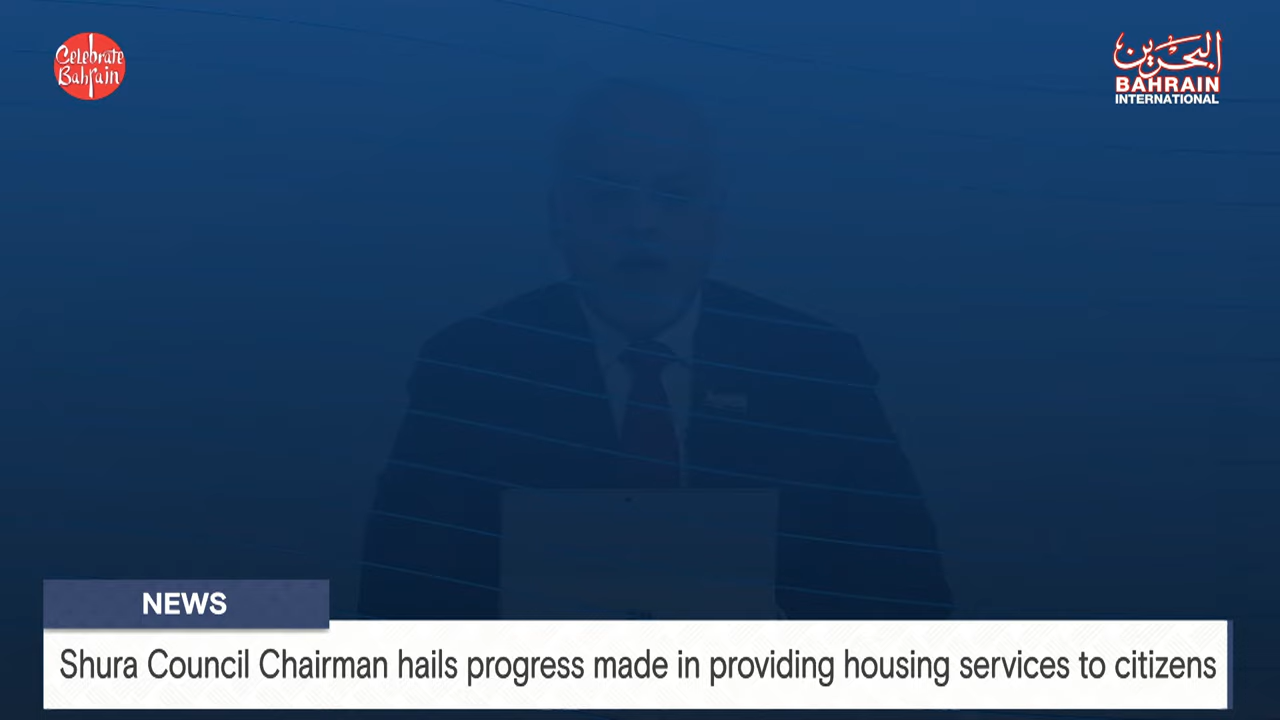 Celebrate
Bahrain
البحرين
BAHRAIN
INTERNATIONAL
NEWS
Shura Council Chairman hails progress made in providing housing services to citizens